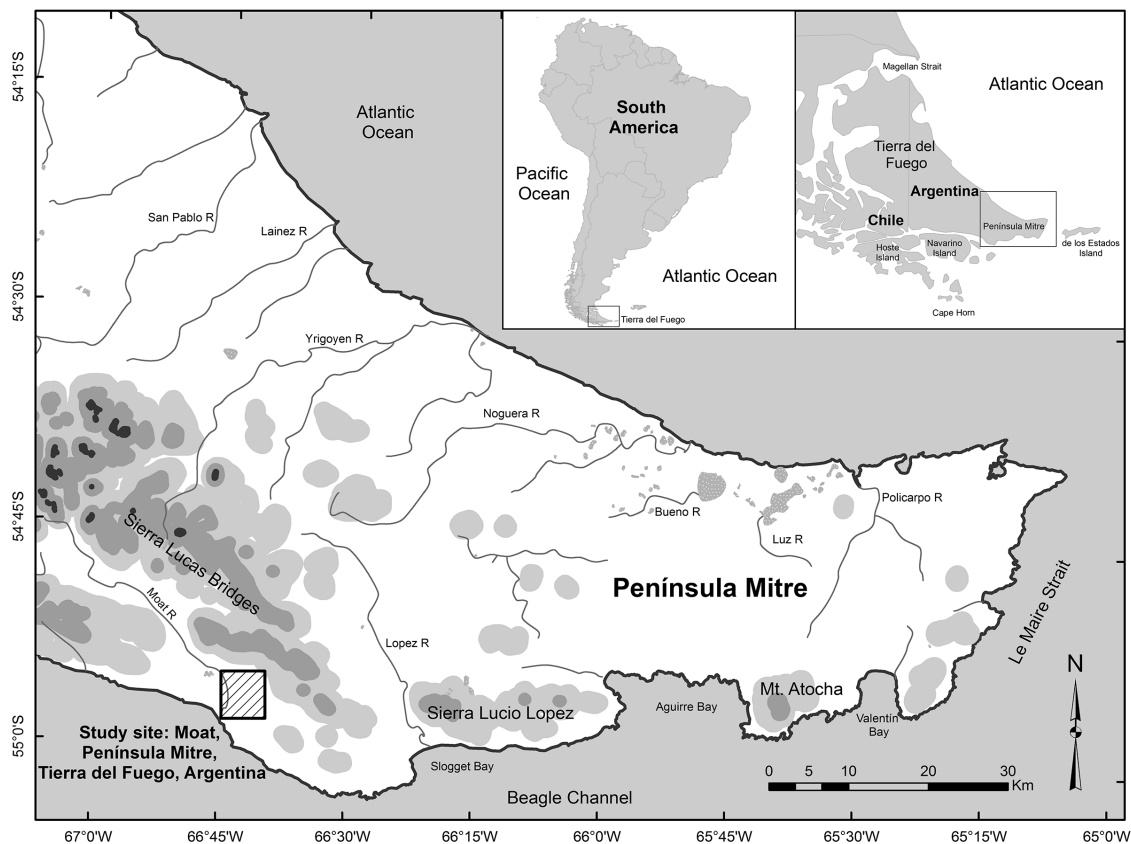 54°15'S
54°30'S
54°45'S
55°0'S
Atlantic
Ocean
San Pablo R
Lainez R
Yrigoyen R
Noguera R
Bueno R
Luz R
Policarpo R
Sierra Lucas Bridges
Moat R
Lopez R
Península Mitre
Le Maire Strait
Sierra Lucio Lopez
Mt. Atocha
Aguirre Bay
Valentín
Bay
Slogget Bay
Beagle Channel
Study site: Moat,
Península Mitre,
Tierra del Fuego, Argentina
N
0 5 10 20 30
Km
67°0'W 66°45'W 66°30'W 66°15'W 66°0'W 65°45'W 65°30'W 65°15'W 65°0'W
South
America
Pacific
Ocean
Atlantic Ocean
Tierra del Fuego
Magellan Strait
Atlantic Ocean
Tierra del
Fuego
Argentina
Chile
Península Mitre
Hoste
Island
Navarino
Island
de los Estados
Island
Cape Horn